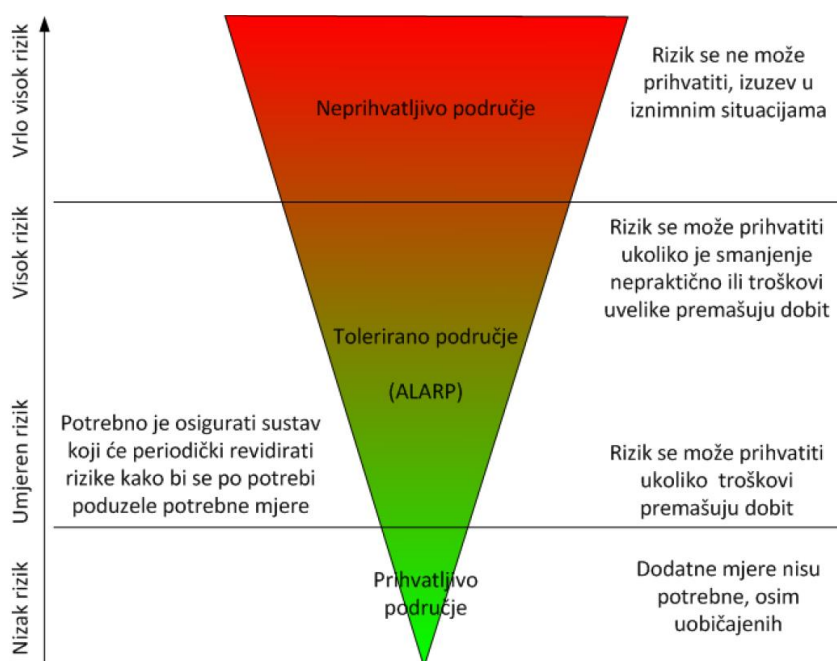 Vrlo visok rizik
Neprihvatljivo područje
Rizik se ne može
prihvatiti, izuzev u
iznimnim situacijama
Visok rizik
Rizik se može prihvatiti
ukoliko je smanjenje
nepraktično ili troškovi
uvelike premašuju dobit
Tolerirano područje
(ALARP)
Umjeren rizik
Potrebno je osigurati sustav
koji će periodički revidirati
rizike kako bi se po potrebi
poduzele potrebne mjere
Rizik se može prihvatiti
ukoliko troškovi
premašuju dobit
Nizak rizik
Prihvatljivo
područje
Dodatne mjere nisu
potrebne, osim
uobičajenih